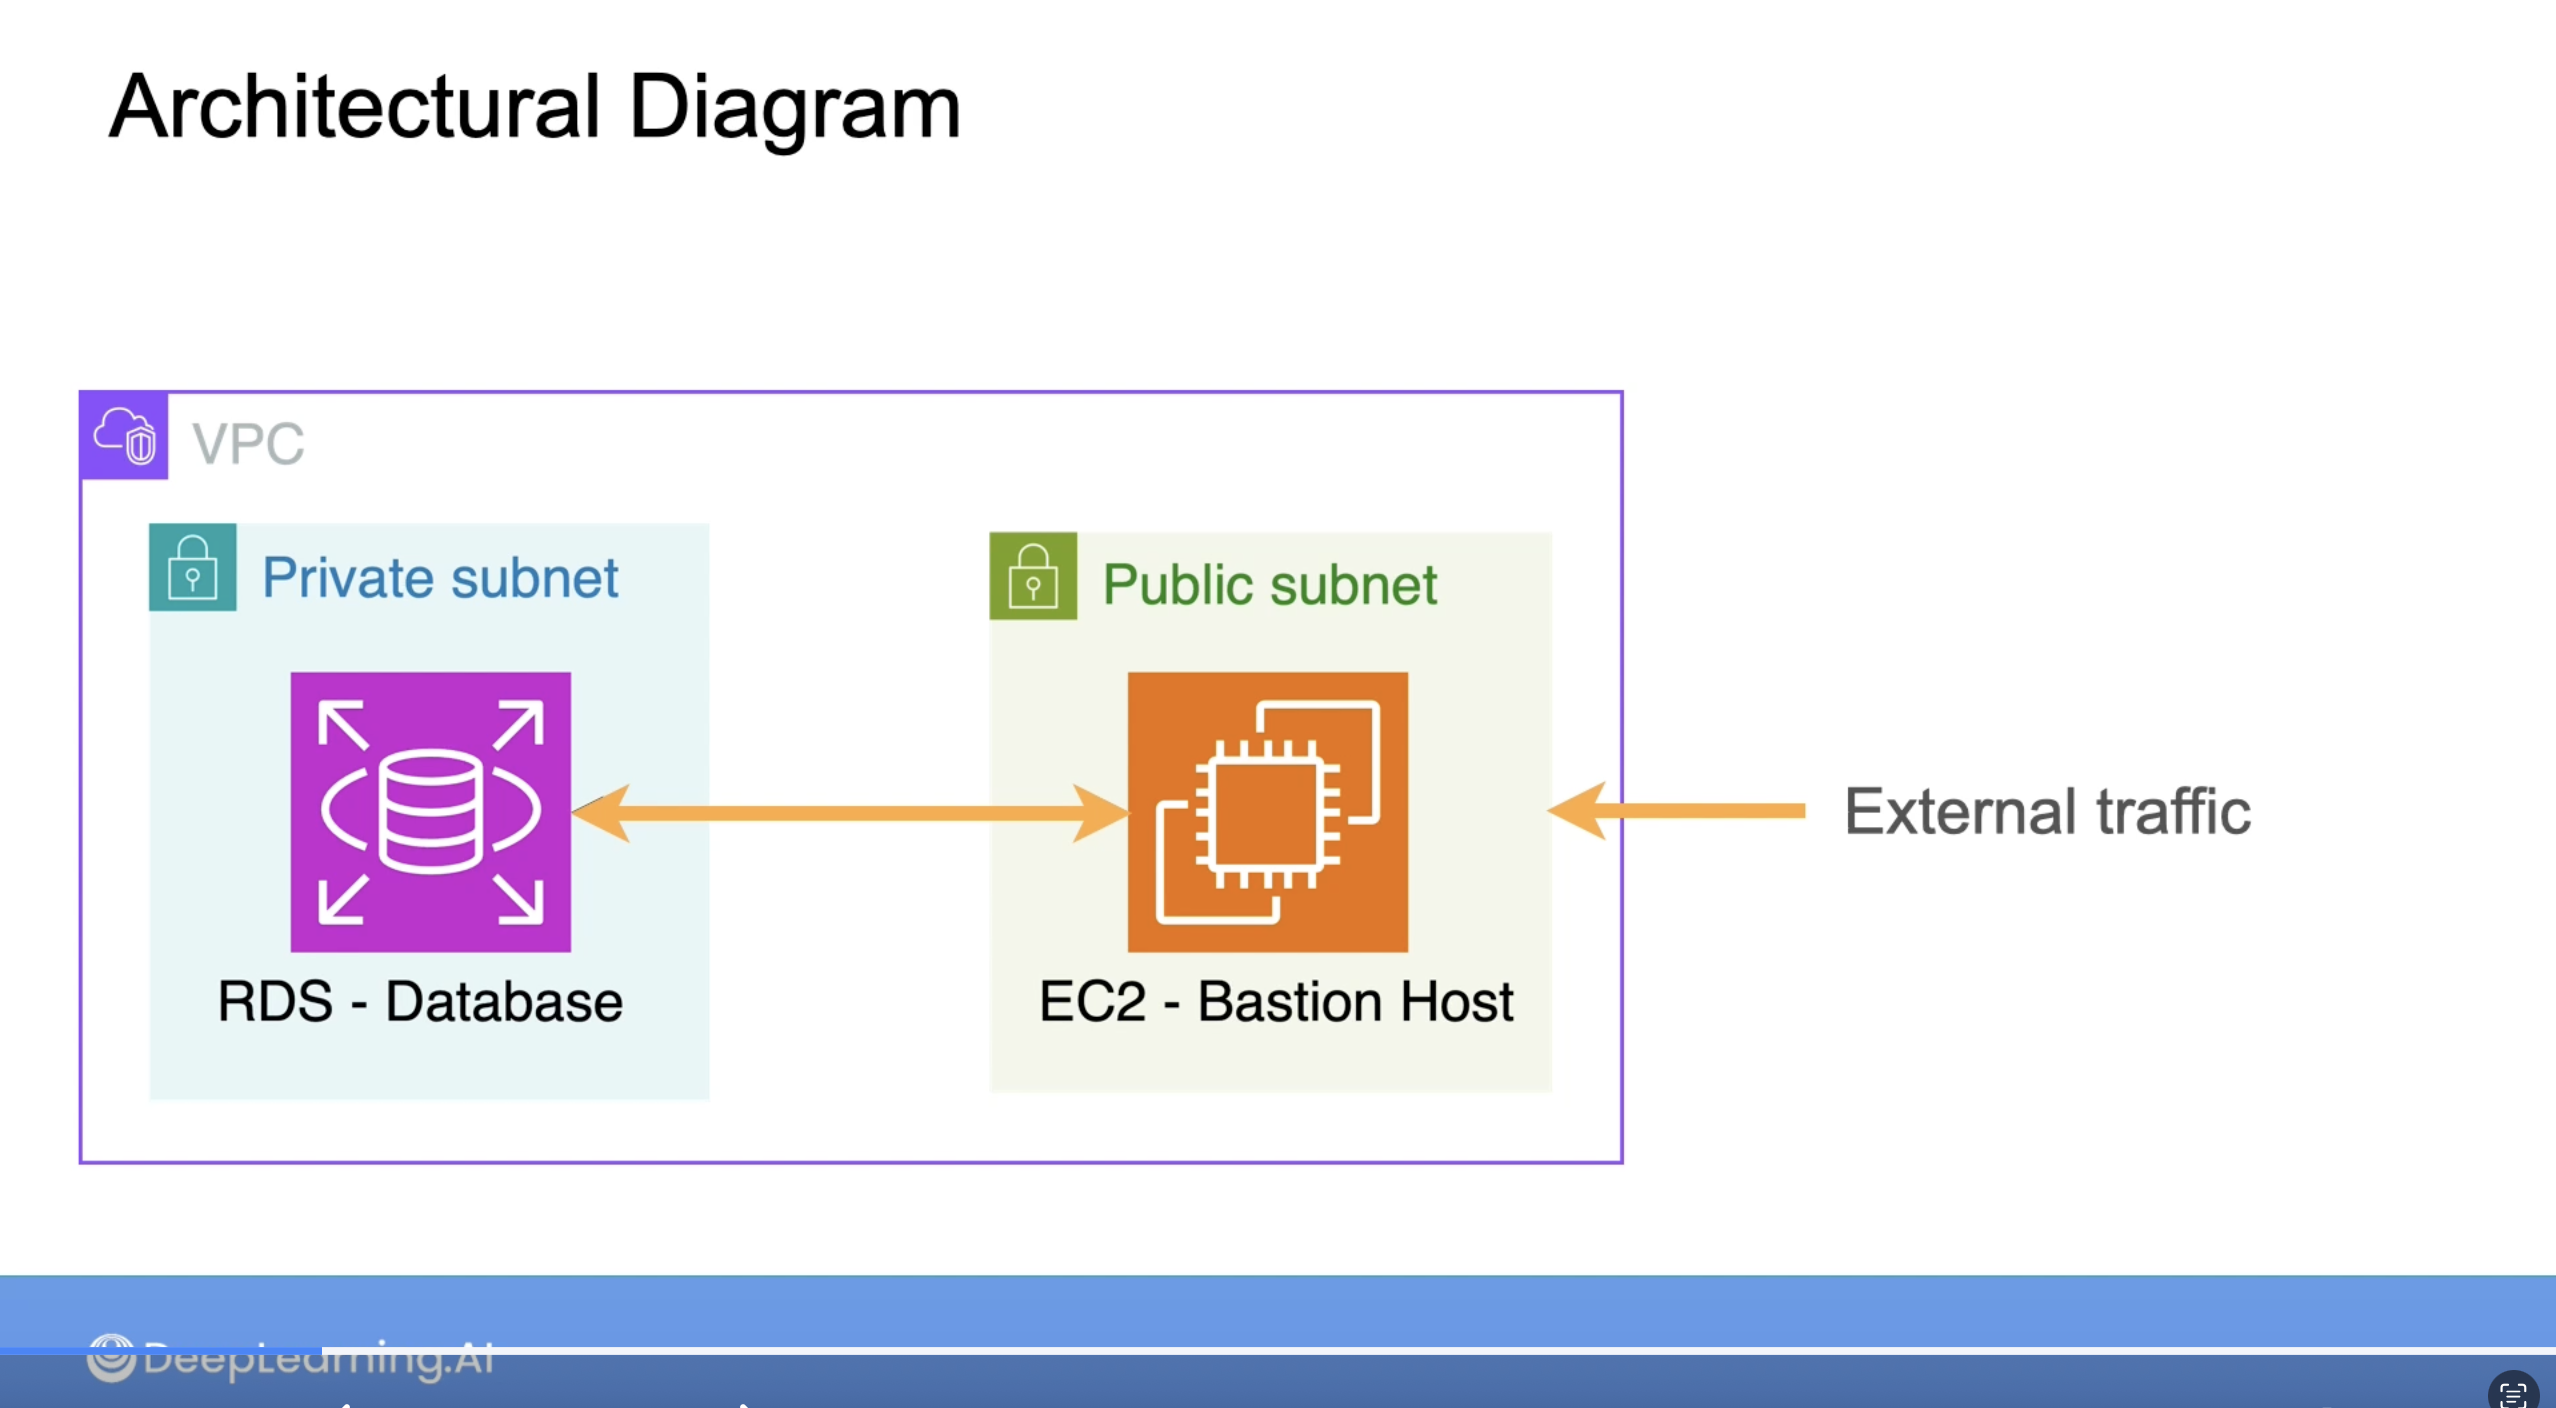 Architectural Diagram
VPC
Private subnet
Public subnet
External traffic
RDS - Database
EC2 - Bastion Host
DeepLearning.AI